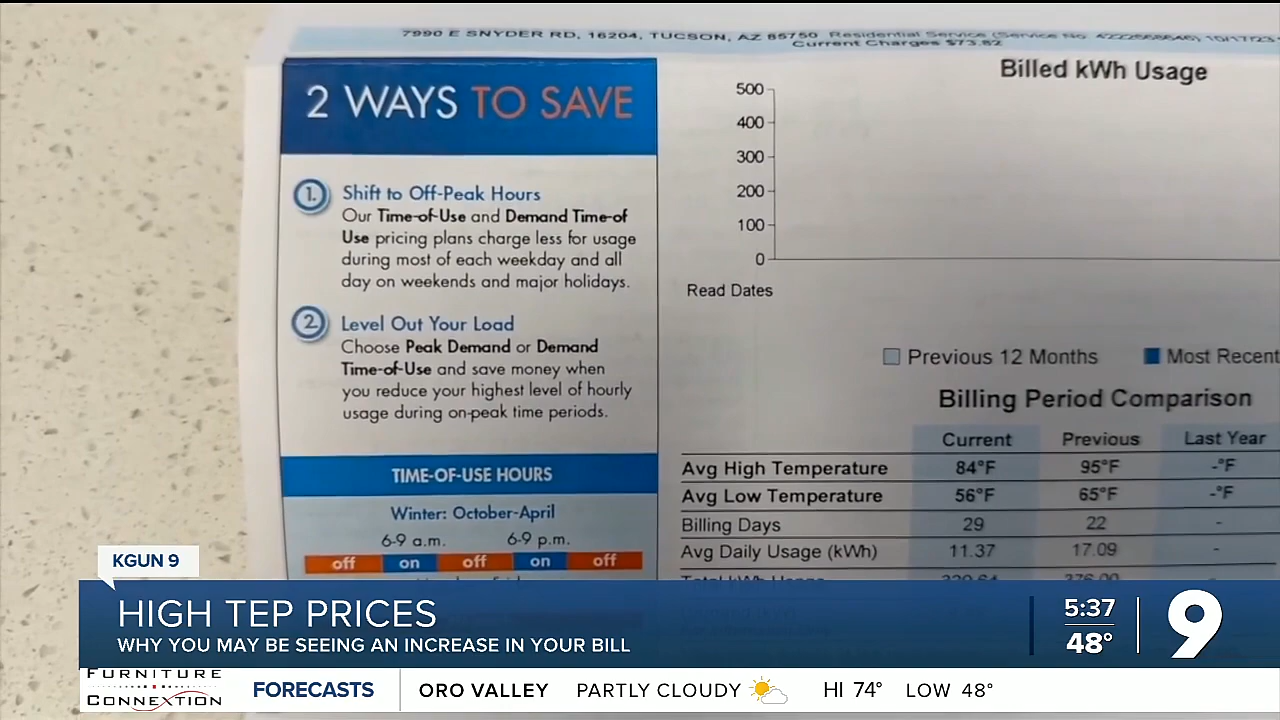 7990 E SNYDER RD, 16204, TUCSON, AZ 85750 Residential Service (Service No.
Current Charges $73.82
2 WAYS TO SAVE
1. Shift to Off-Peak Hours
Our Time-of-Use and Demand Time-of
Use pricing plans charge less for usage
during most of each weekday and all
day on weekends and major holidays.
2. Level Out Your Load
Choose Peak Demand or Demand
Time-of-Use and save money when
you reduce your highest level of hourly
usage during on-peak time periods.
TIME-OF-USE HOURS
Winter: October-April
6-9 a.m. 6-9 p.m.
off on off on off
Billed kWh Usage
500
400
300
200
100
0
Read Dates
Previous 12 Months Most Recent
Billing Period Comparison
Current Previous Last Year
Avg High Temperature 84°F 95°F -°F
Avg Low Temperature 56°F 65°F -°F
Billing Days 29 22 -
Avg Daily Usage (kWh) 11.37 17.09 -
KGUN 9
HIGH TEP PRICES
WHY YOU MAY BE SEEING AN INCREASE IN YOUR BILL
5:37
48°
9
FURNITURE
CONNEXTION
FORECASTS
ORO VALLEY PARTLY CLOUDY HI 74° LOW 48°